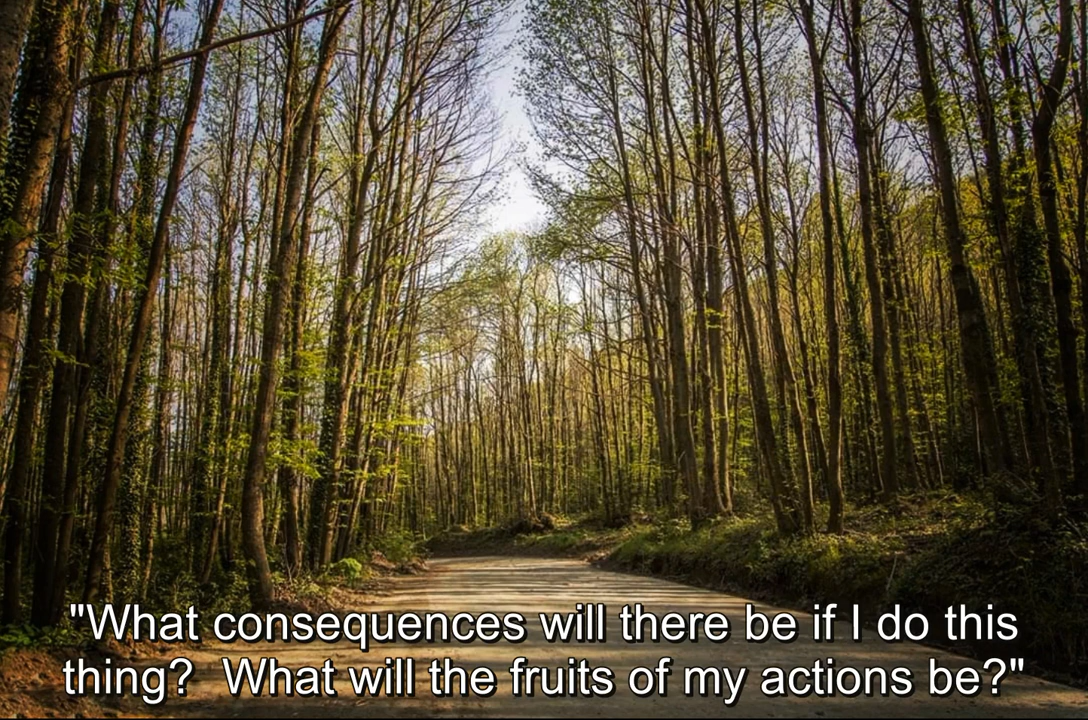 "What consequences will there be if I do this
thing?  What will the fruits of my actions be?"